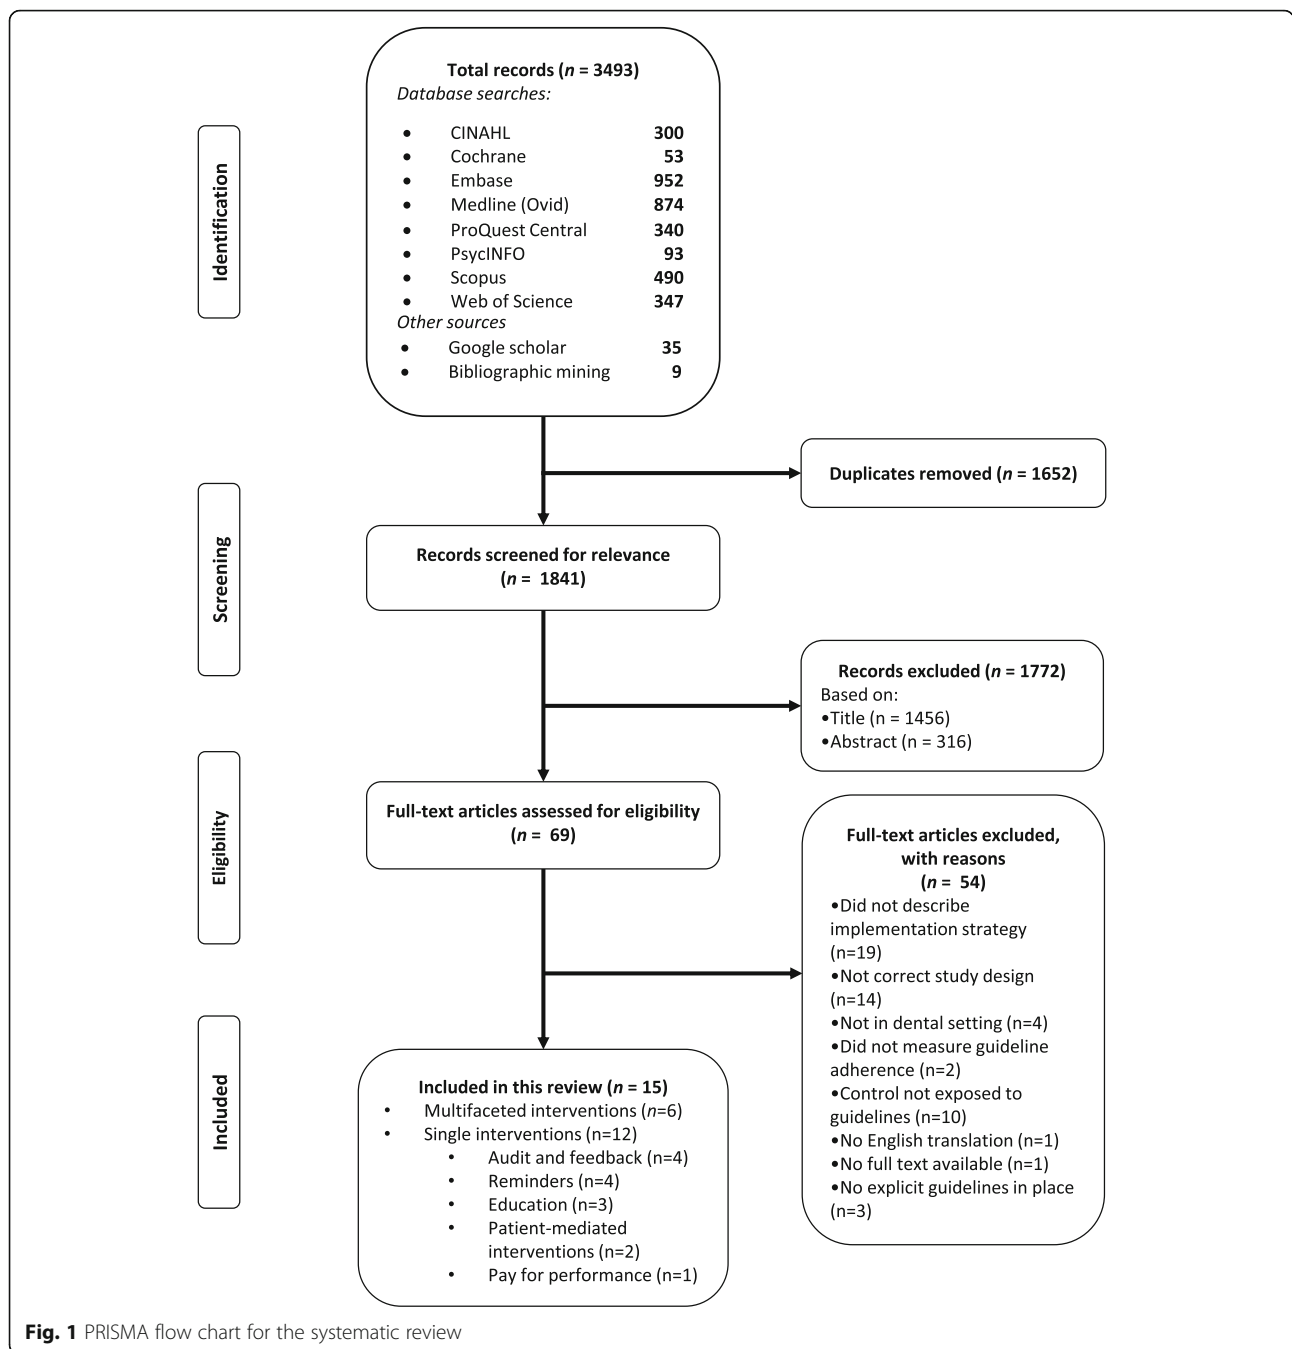 Identification
Total records (n = 3493)
Database searches:
• CINAHL 300
• Cochrane 53
• Embase 952
• Medline (Ovid) 874
• ProQuest Central 340
• PsycINFO 93
• Scopus 490
• Web of Science 347
Other sources
• Google scholar 35
• Bibliographic mining 9
Duplicates removed (n = 1652)
Screening
Records screened for relevance
(n = 1841)
Records excluded (n = 1772)
Based on:
•Title (n = 1456)
•Abstract (n = 316)
Eligibility
Full-text articles assessed for eligibility
(n = 69)
Full-text articles excluded,
with reasons
(n = 54)
•Did not describe
implementation strategy
(n=19)
•Not correct study design
(n=14)
•Not in dental setting (n=4)
•Did not measure guideline
adherence (n=2)
•Control not exposed to
guidelines (n=10)
•No English translation (n=1)
•No full text available (n=1)
•No explicit guidelines in place
(n=3)
Included
Included in this review (n = 15)
• Multifaceted interventions (n=6)
• Single interventions (n=12)
• Audit and feedback (n=4)
• Reminders (n=4)
• Education (n=3)
• Patient-mediated
interventions (n=2)
• Pay for performance (n=1)
Fig. 1 PRISMA flow chart for the systematic review